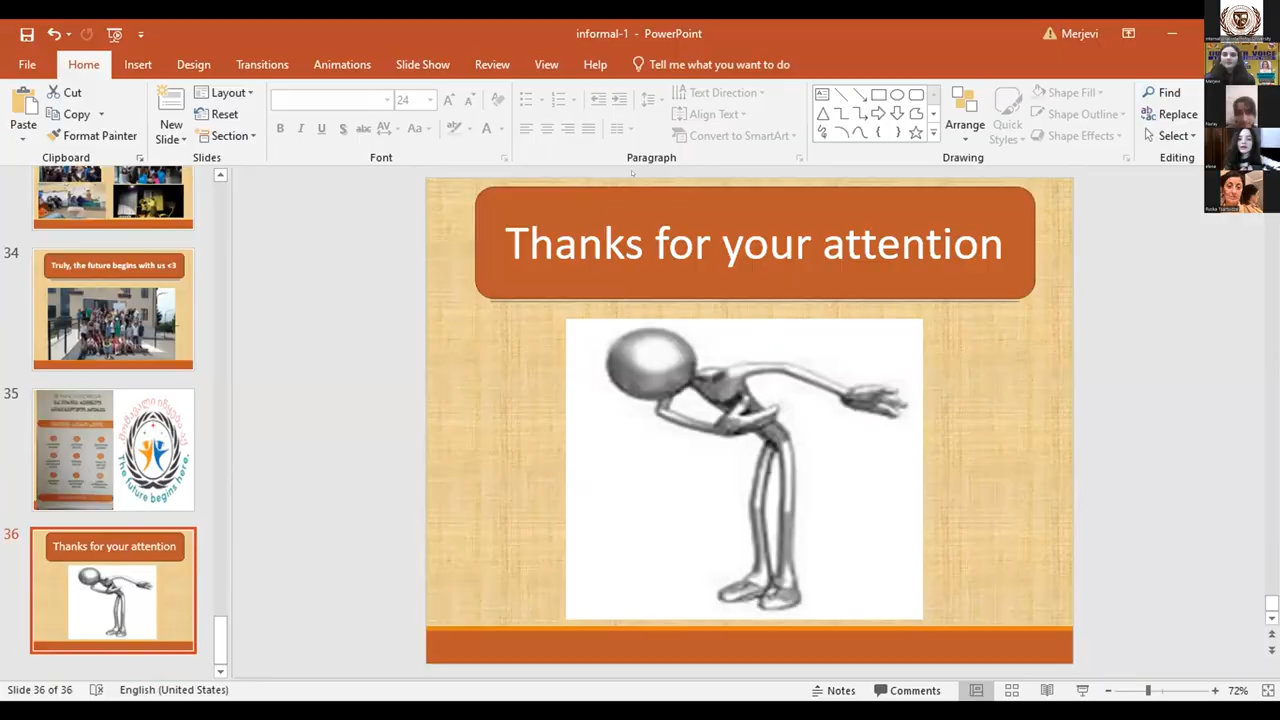 informal-1 - PowerPoint
Merjevi
File Home Insert Design Transitions Animations Slide Show Review View Help Tell me what you want to do
Paste
Cut
Copy
Format Painter
Clipboard
New Slide
Layout
Reset
Section
Slides
24
B I U S abc AV Aa A
Font
Text Direction
Align Text
Convert to SmartArt
Paragraph
Arrange
Quick Styles
Shape Fill
Shape Outline
Shape Effects
Drawing
Find
Replace
Select
Editing
34
Truly, the future begins with us <3
35
The future begins here.
36
Thanks for your attention
Thanks for your attention
Slide 36 of 36
English (United States)
Notes
Comments
72%